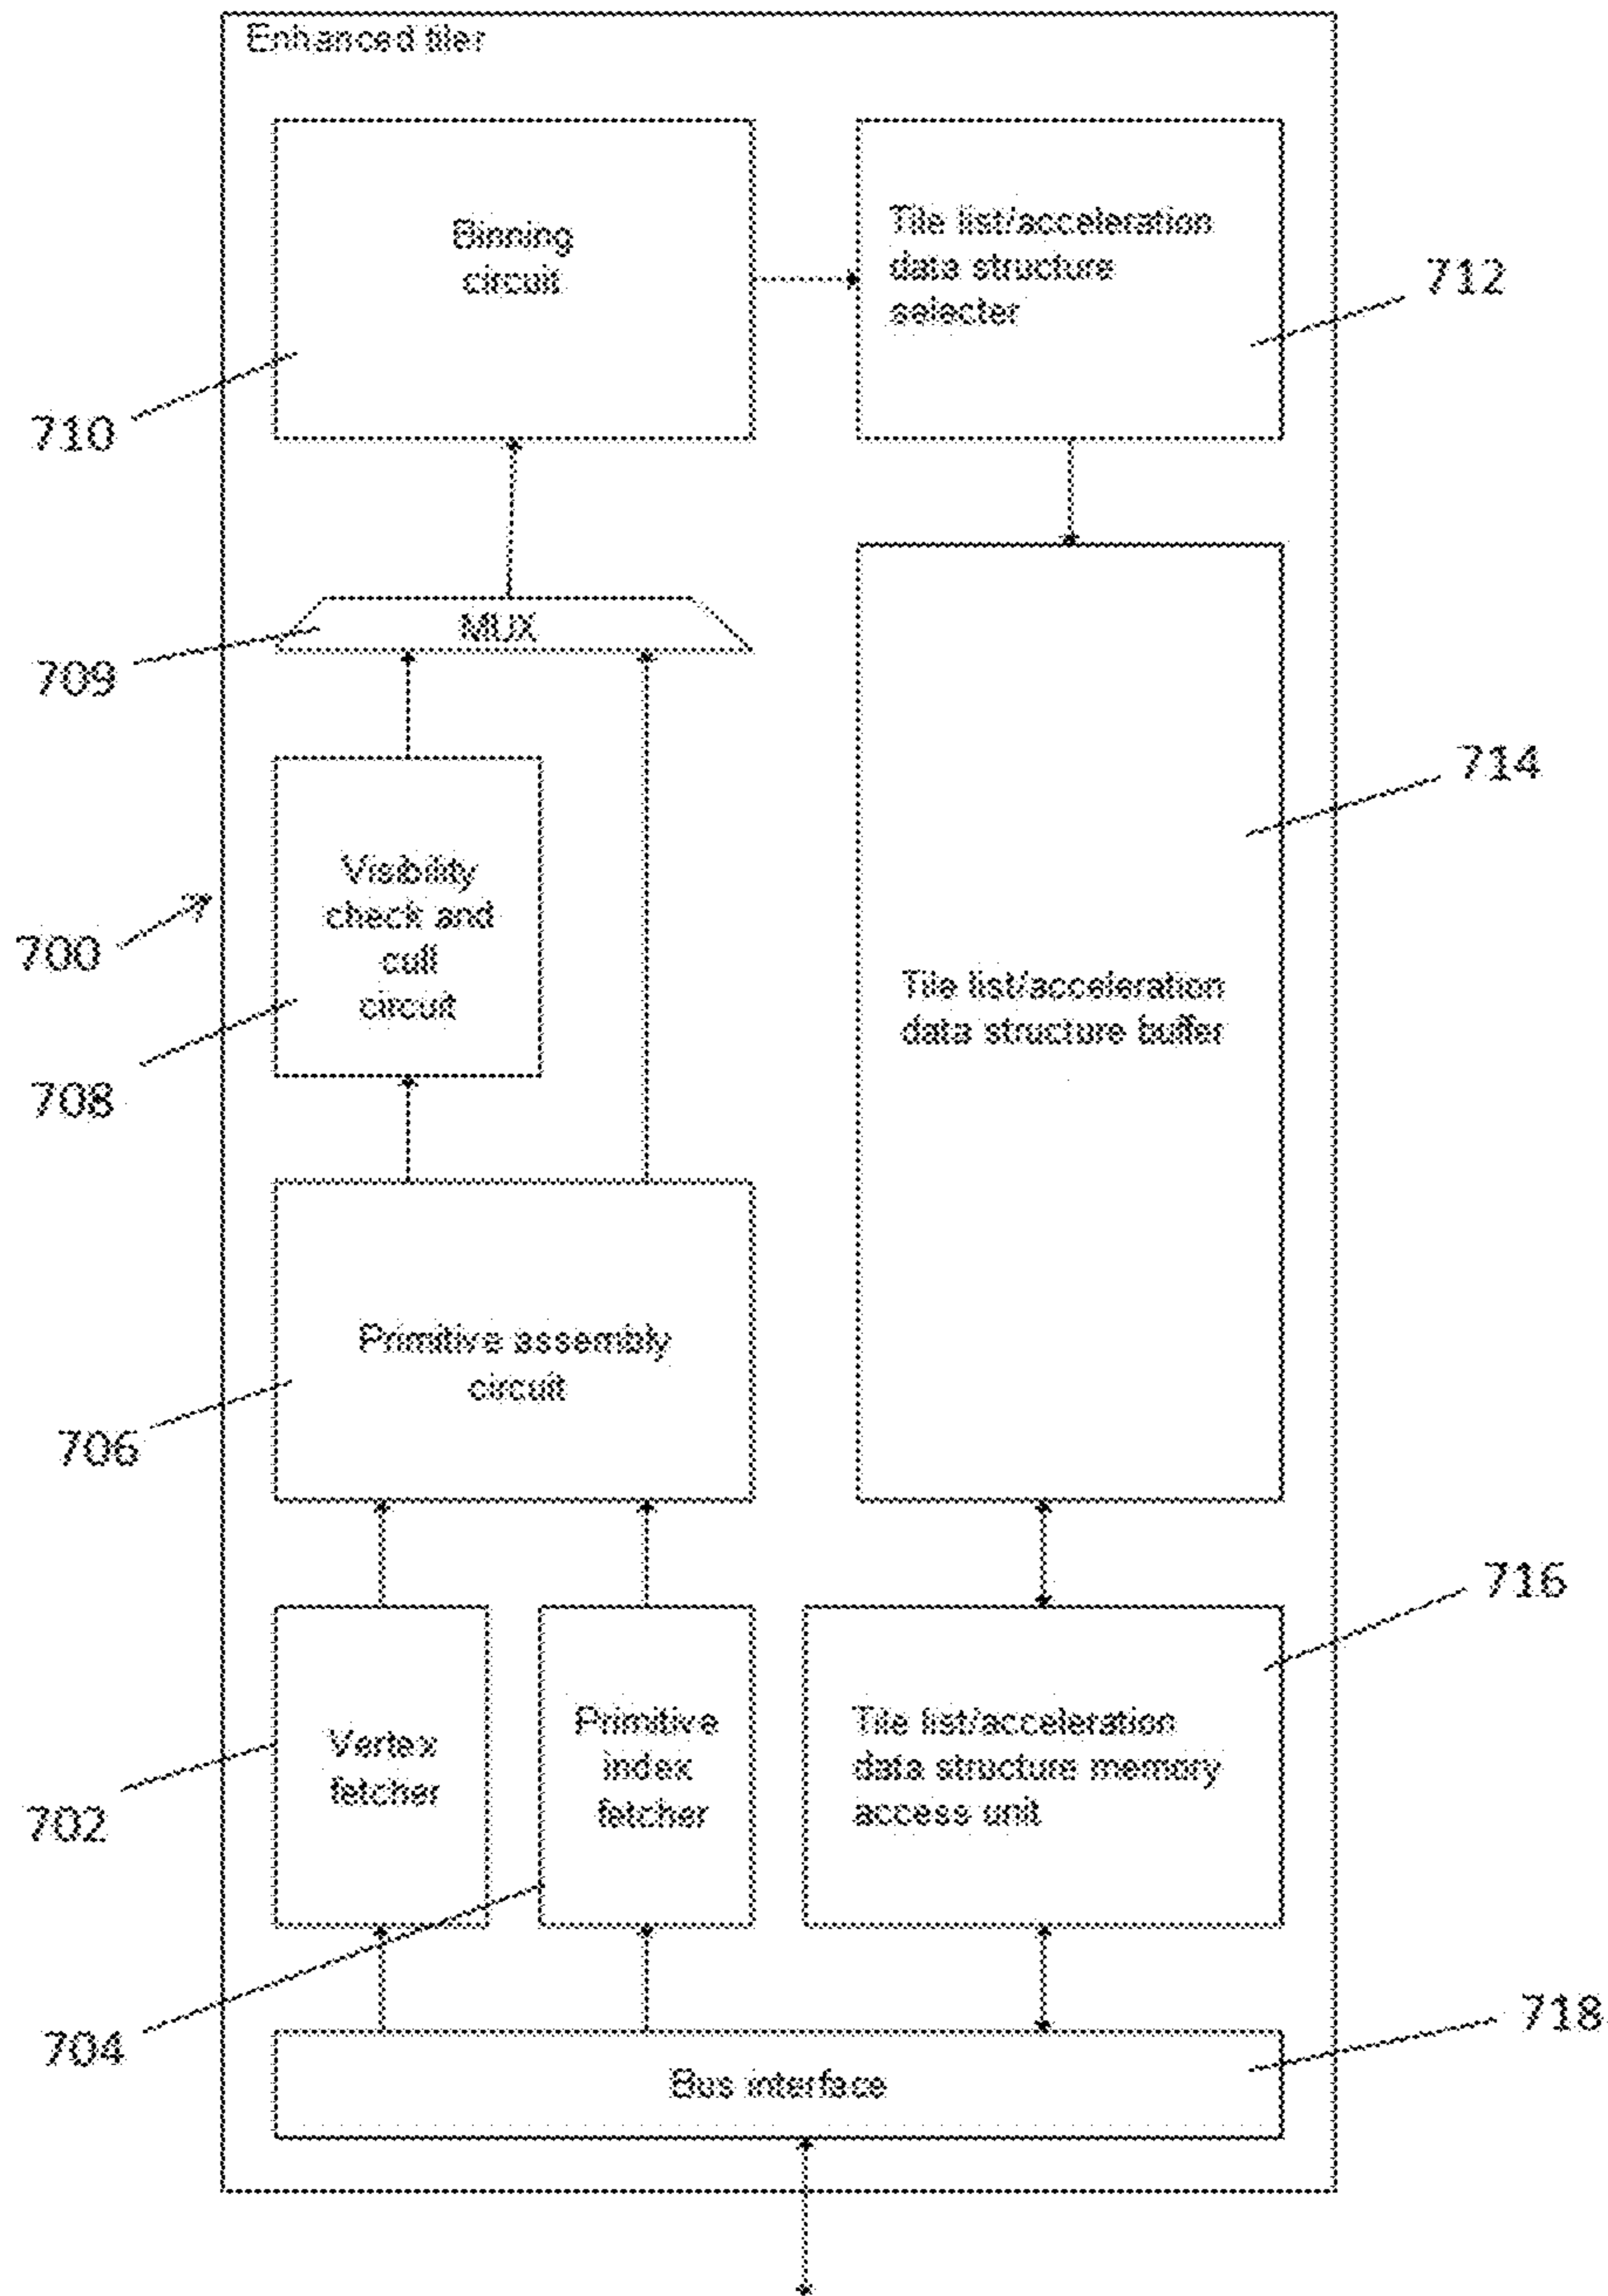 Enhanced tiler
Binning
circuit
Tile list/acceleration
data structure
selecter
712
710
MUX
709
714
Visibility
check and
cull
circuit
700
708
Tile list/acceleration
data structure buffer
Primitive assembly
circuit
706
716
Vertex
fetcher
Primitive
index
fetcher
Tile list/acceleration
data structure memory
access unit
702
704
718
Bus interface